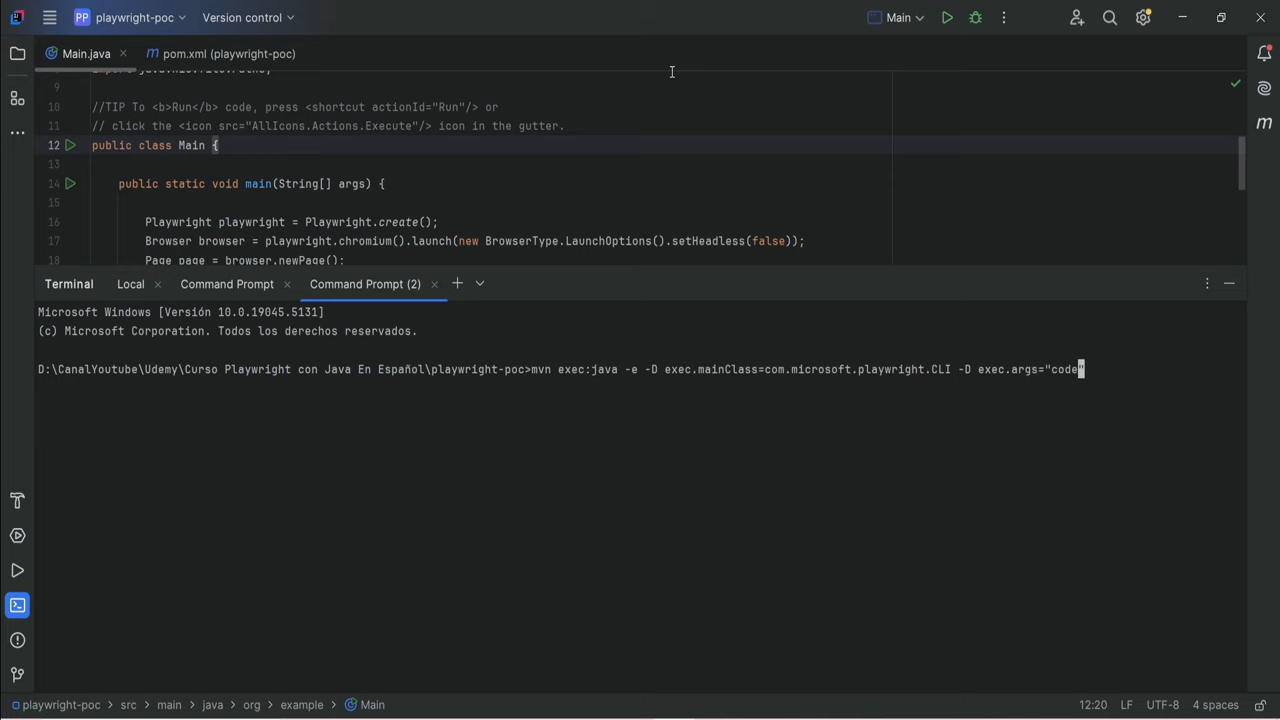 PP playwright-poc Version control Main
Main.java pom.xml (playwright-poc)
9
10 //TIP To <b>Run</b> code, press <shortcut actionId="Run"/> or
11 // click the <icon src="AllIcons.Actions.Execute"/> icon in the gutter.
12 public class Main {
13
14 public static void main(String[] args) {
15
16 Playwright playwright = Playwright.create();
17 Browser browser = playwright.chromium().launch(new BrowserType.LaunchOptions().setHeadless(false));
18 Page page = browser.newPage();
Terminal Local Command Prompt Command Prompt (2)
Microsoft Windows [Versión 10.0.19045.5131]
(c) Microsoft Corporation. Todos los derechos reservados.
D:\CanalYoutube\Udemy\Curso Playwright con Java En Español\playwright-poc>mvn exec:java -e -D exec.mainClass=com.microsoft.playwright.CLI -D exec.args="code"
playwright-poc src main java org example Main 12:20 LF UTF-8 4 spaces